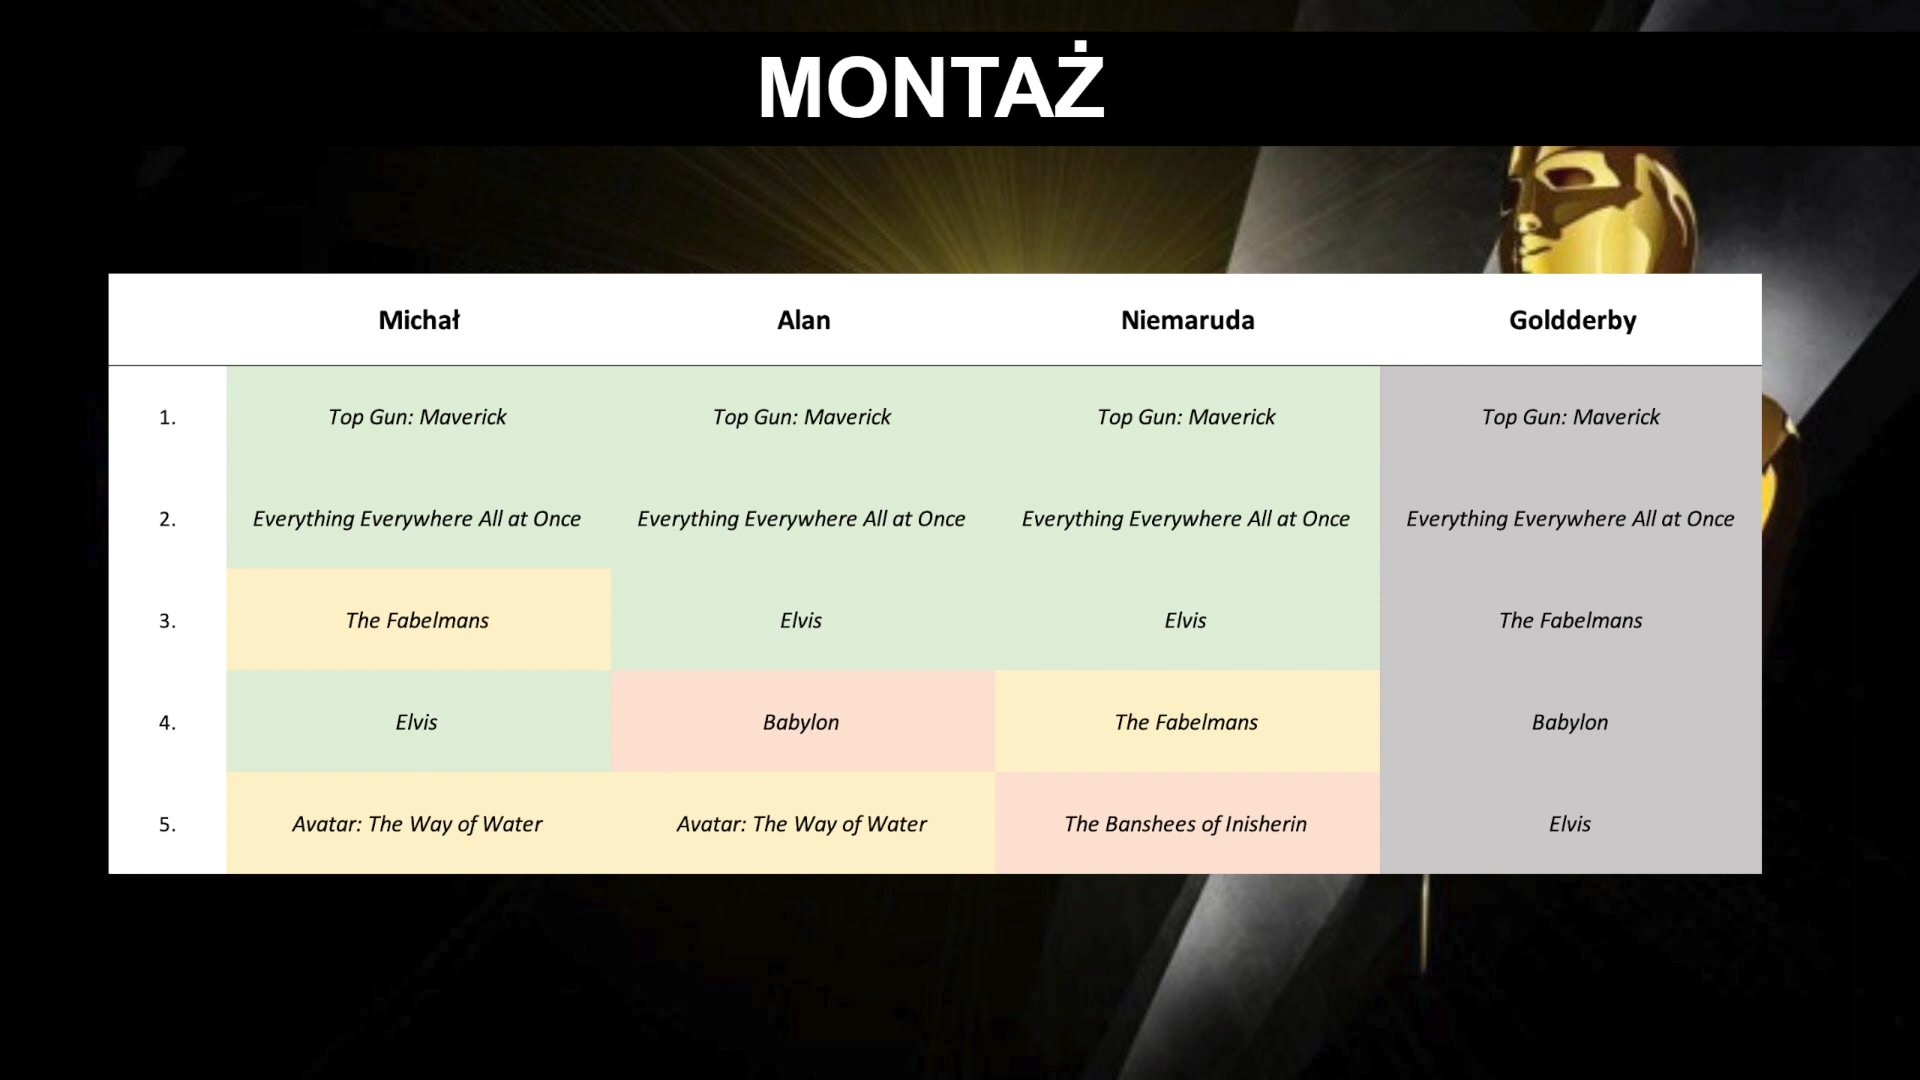 MONTAŻ
Michał Alan Niemaruda Goldderby
1. Top Gun: Maverick Top Gun: Maverick Top Gun: Maverick Top Gun: Maverick
2. Everything Everywhere All at Once Everything Everywhere All at Once Everything Everywhere All at Once Everything Everywhere All at Once
3. The Fabelmans Elvis Elvis The Fabelmans
4. Elvis Babylon The Fabelmans Babylon
5. Avatar: The Way of Water Avatar: The Way of Water The Banshees of Inisherin Elvis